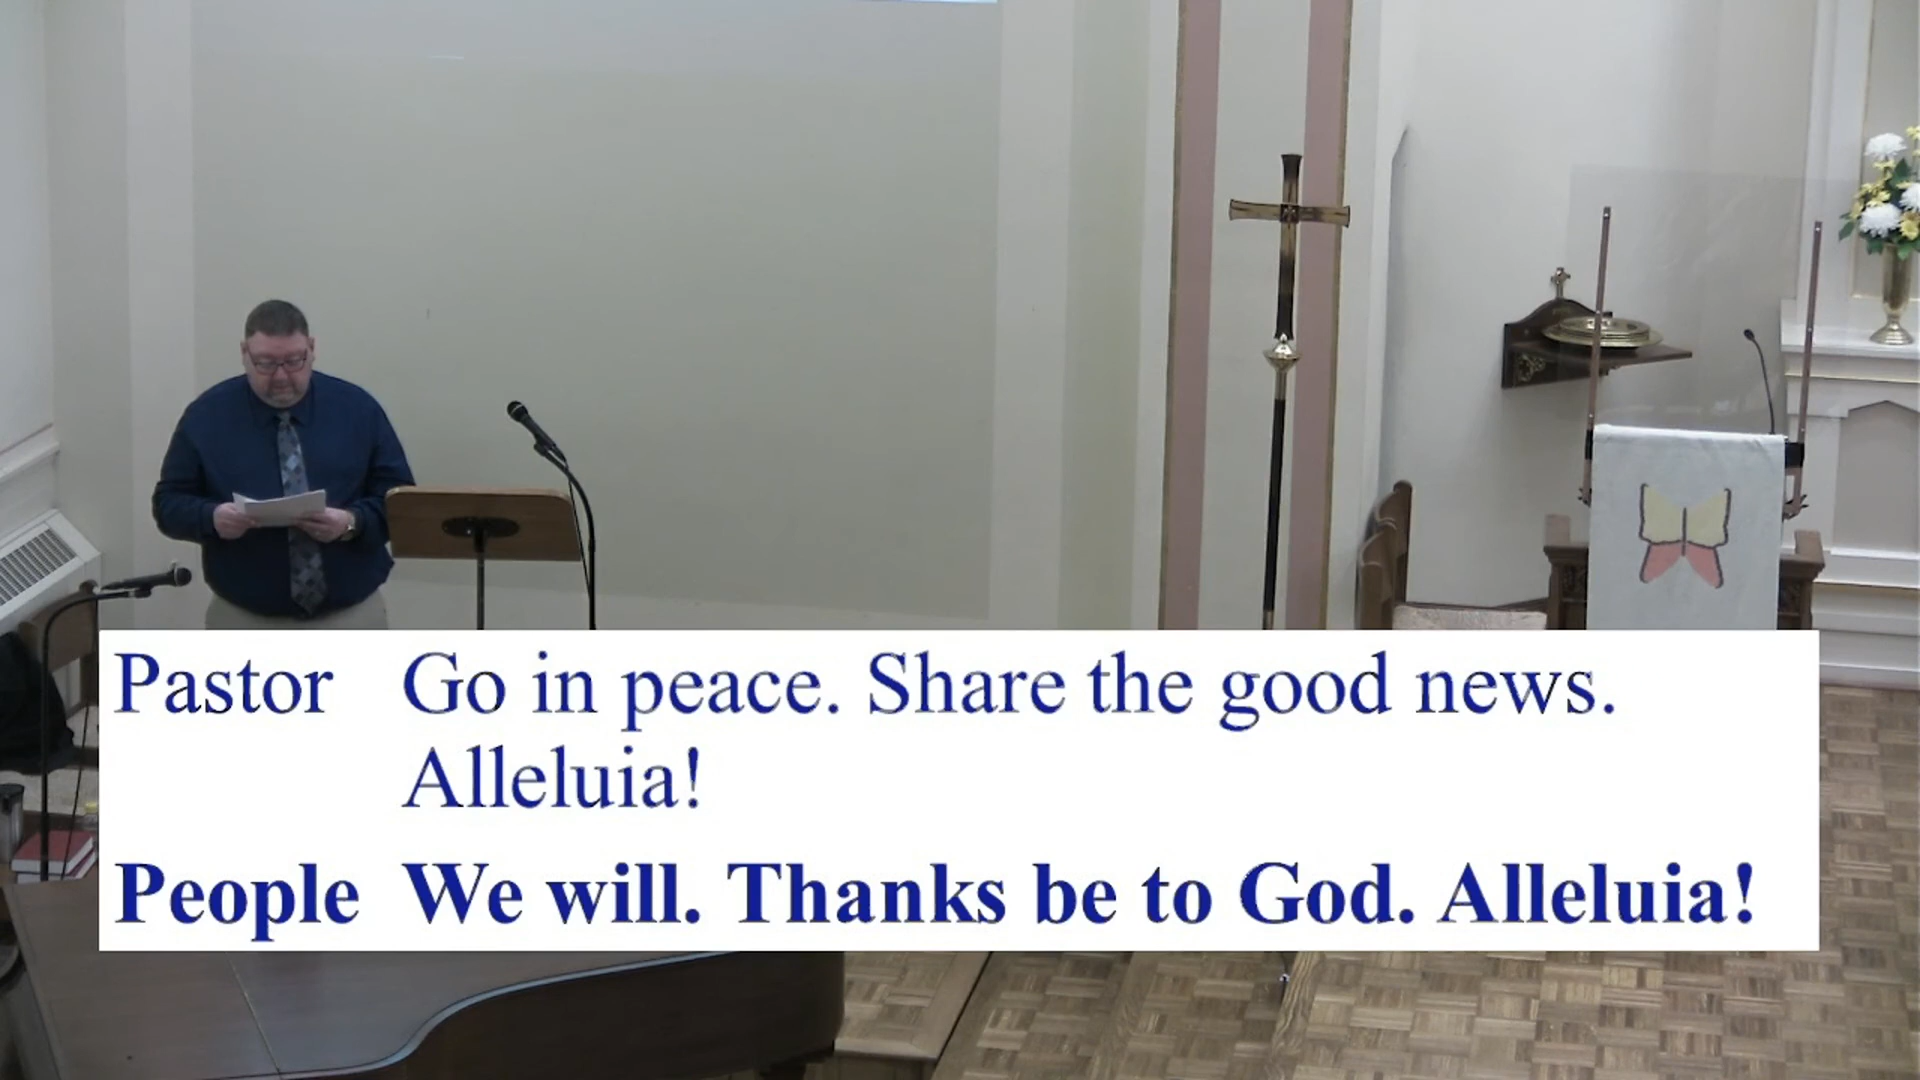 Pastor Go in peace. Share the good news.
Alleluia!
People We will. Thanks be to God. Alleluia!